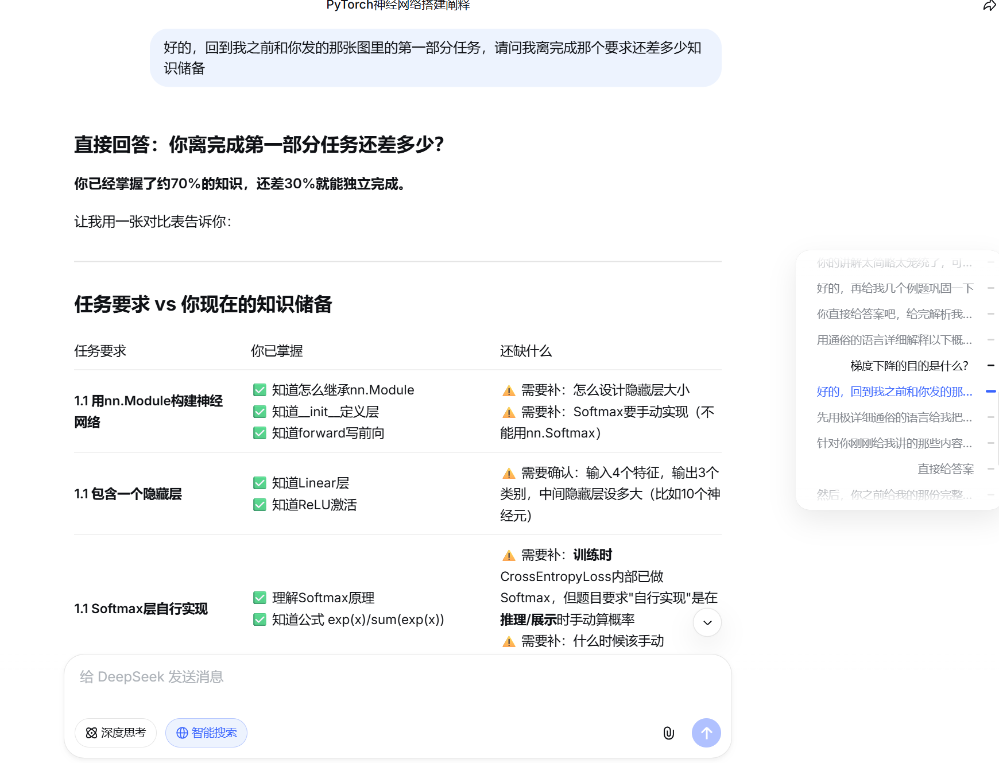 PyTorch神经网络搭建阐释
好的，回到我之前和你发的那张图里的第一部分任务，请问我离完成那个要求还差多少知
识储备
直接回答：你离完成第一部分任务还差多少？
你已经掌握了约70%的知识，还差30%就能独立完成。
让我用一张对比表告诉你：
任务要求 vs 你现在的知识储备
任务要求 你已掌握 还缺什么
1.1 用nn.Module构建神经
网络
✅ 知道怎么继承nn.Module
✅ 知道__init__定义层
✅ 知道forward写前向
⚠️ 需要补：怎么设计隐藏层大小
⚠️ 需要补：Softmax要手动实现（不
能用nn.Softmax）
1.1 包含一个隐藏层
✅ 知道Linear层
✅ 知道ReLU激活
⚠️ 需要确认：输入4个特征，输出3个
类别，中间隐藏层设多大（比如10个神
经元）
1.1 Softmax层自行实现
✅ 理解Softmax原理
✅ 知道公式 exp(x)/sum(exp(x))
⚠️ 需要补：训练时
CrossEntropyLoss内部已做
Softmax，但题目要求"自行实现"是在
推理/展示时手动算概率
⚠️ 需要补：什么时候该手动
你的讲解太简略太笼统了，可...
好的，再给我几个例题巩固一下
你直接给答案吧，给完解析我...
用通俗的语言详细解释以下概...
梯度下降的目的是什么？
好的，回到我之前和你发的那...
先用极详细通俗的语言给我把...
针对你刚刚给我讲的那些内容...
直接给答案
然后，你之前给我的那份完整...
给 DeepSeek 发送消息
深度思考
智能搜索